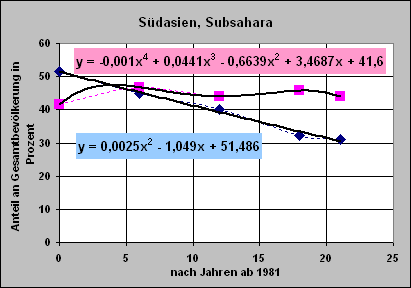 Südasien, Subsahara
Anteil an Gesamtbevölkerung in
Prozent
60
50
40
30
20
10
0
y = -0,001x⁴ + 0,0441x³ - 0,6639x² + 3,4687x + 41,6
y = 0,0025x² - 1,049x + 51,486
0 5 10 15 20 25
nach Jahren ab 1981